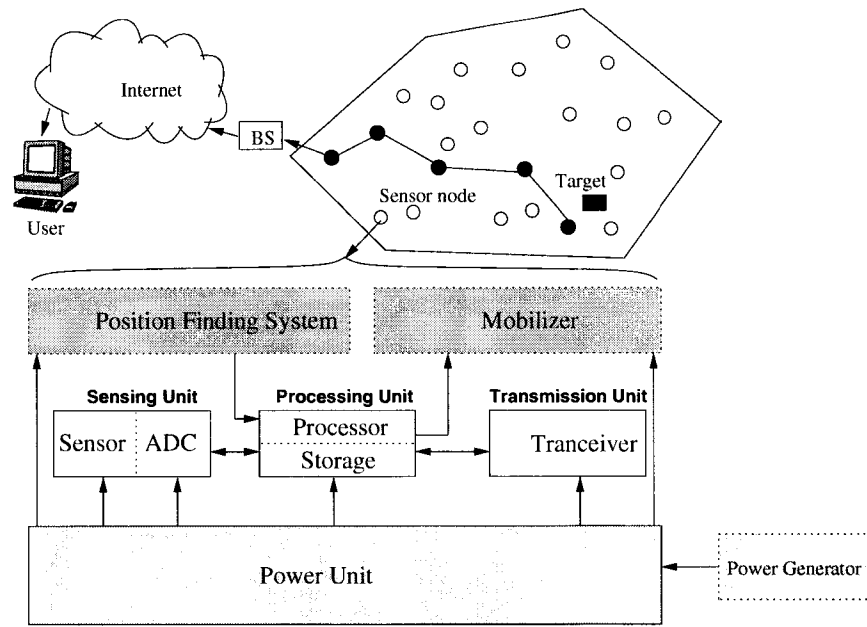 Internet
BS
Target
Sensor node
User
Position Finding System
Mobilizer
Sensing Unit
Processing Unit
Transmission Unit
Sensor
ADC
Processor
Storage
Tranceiver
Power Unit
Power Generator